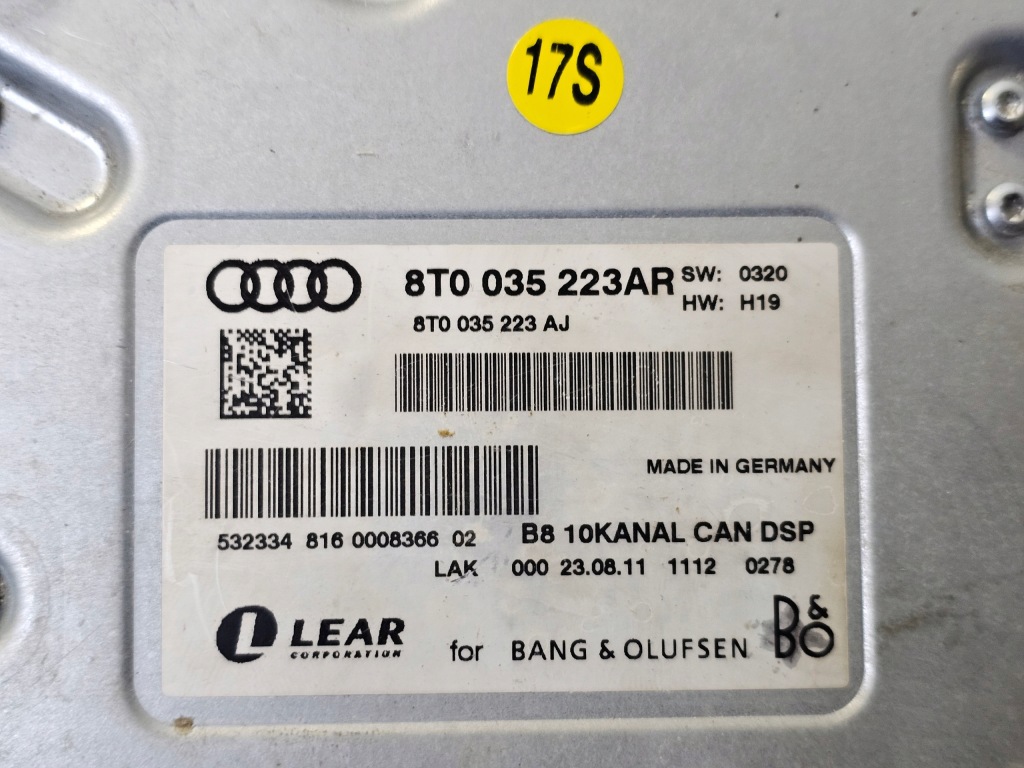 17S
8T0 035 223AR SW: 0320
HW: H19
8T0 035 223 AJ
MADE IN GERMANY
532334 816 0008366 02 B8 10KANAL CAN DSP
LAK 000 23.08.11 1112 0278
LEAR
CORPORATION
for BANG & OLUFSEN B&O